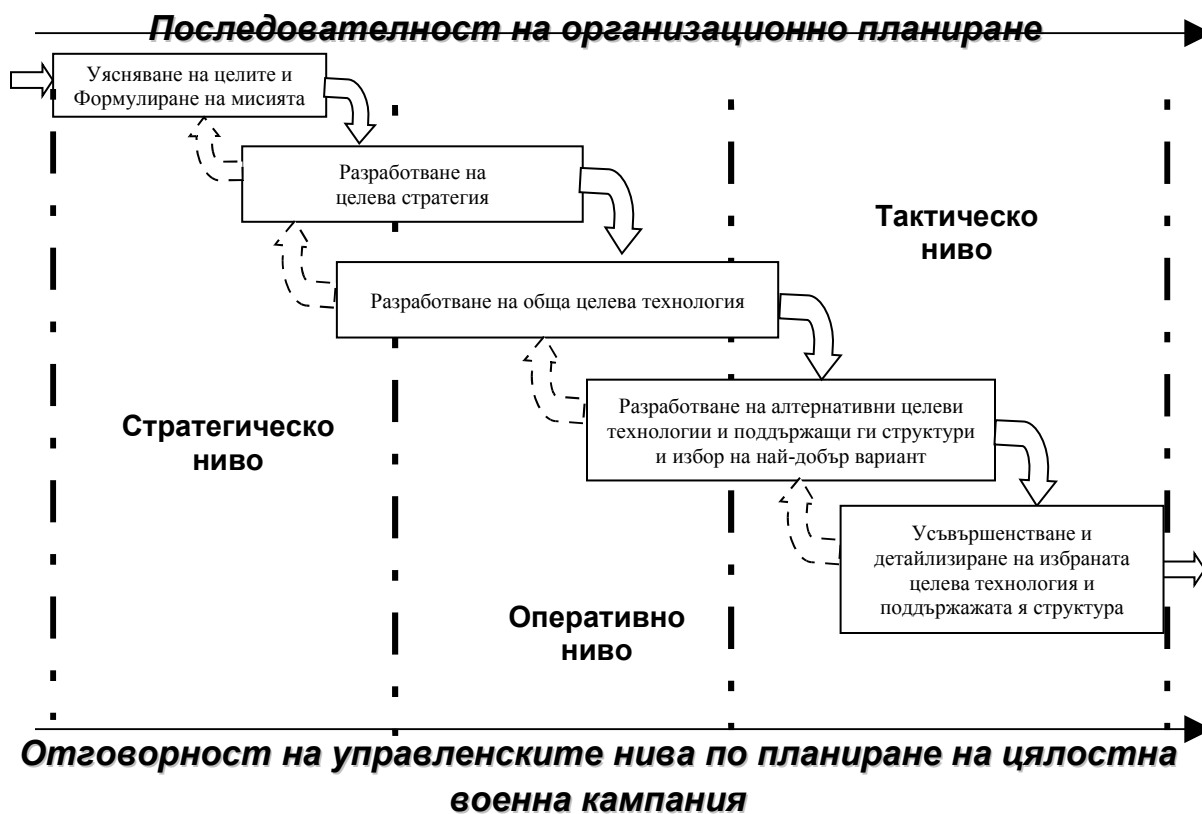 Последователност на организационно планиране
Уясняване на целите и
Формулиране на мисията
Разработване на
целева стратегия
Тактическо
ниво
Разработване на обща целева технология
Стратегическо
ниво
Разработване на алтернативни целеви
технологии и поддържащи ги структури
и избор на най-добър вариант
Усъвършенстване и
детайлизиране на избраната
целева технология и
поддържажата я структура
Оперативно
ниво
Отговорност на управленските нива по планиране на цялостна
военна кампания